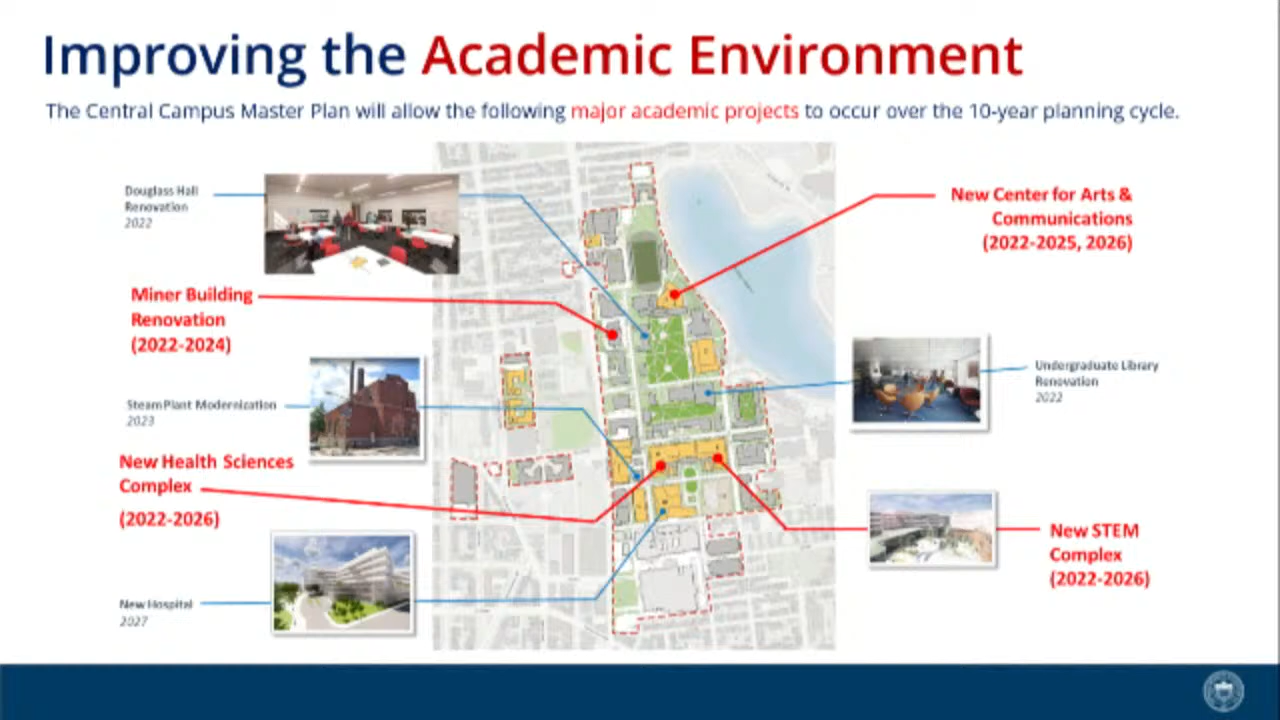 Improving the Academic Environment
The Central Campus Master Plan will allow the following major academic projects to occur over the 10-year planning cycle.
Douglass Hall
Renovation
2022
Miner Building
Renovation
(2022-2024)
Steam Plant Modernization
2023
New Health Sciences
Complex
(2022-2026)
New Hospital
2027
New Center for Arts &
Communications
(2022-2025, 2026)
Undergraduate Library
Renovation
2022
New STEM
Complex
(2022-2026)